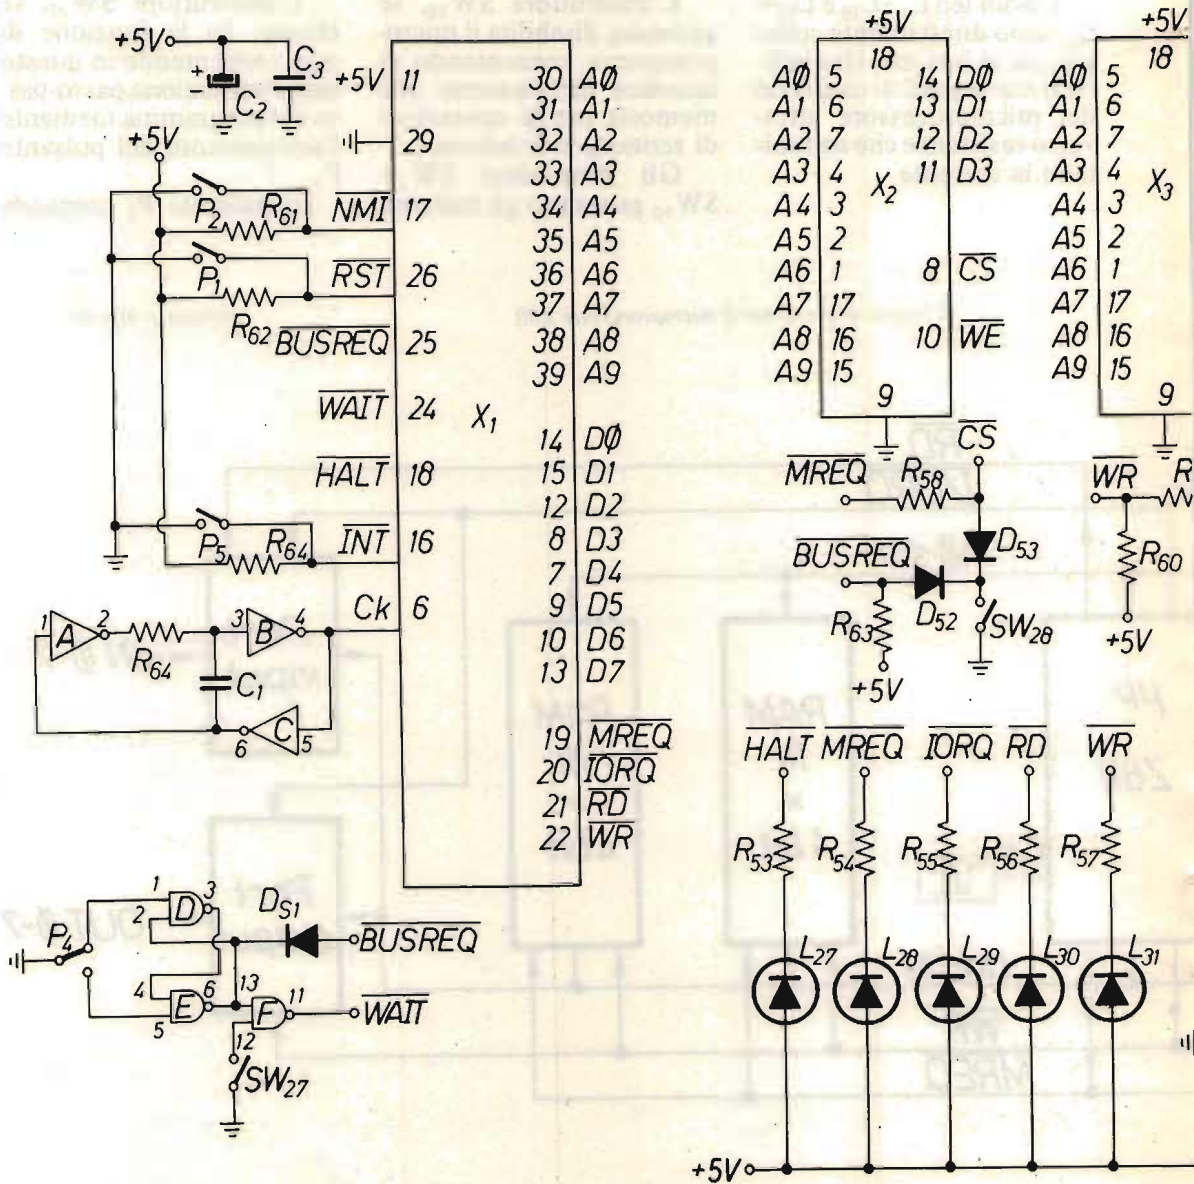 +5V
C3
+
C2
+5V
+5V 11
29
P2 R61
NMI 17
P1
RST 26
R62
BUSREQ 25
WAIT 24
X1
HALT 18
P5 R64
INT 16
Ck 6
30 AØ
31 A1
32 A2
33 A3
34 A4
35 A5
36 A6
37 A7
38 A8
39 A9
14 DØ
15 D1
12 D2
8 D3
7 D4
9 D5
10 D6
13 D7
19 MREQ
20 IORQ
21 RD
22 WR
1 A 2
R64
3 B 4
C1
6 C 5
P4
1
2
D 3
DS1
BUSREQ
4
5
E 6
13
12
F 11
WAIT
SW27
+5V
18
AØ 5
A1 6
A2 7
A3 4
A4 3
A5 2
A6 1
A7 17
A8 16
A9 15
14 DØ
13 D1
12 D2
11 D3
X2
8 CS
10 WE
9
+5V
18
AØ 5
A1 6
A2 7
A3 4
A4 3
A5 2
A6 1
A7 17
A8 16
A9 15
X3
9
MREQ R58
CS
D53
BUSREQ
D52
R63
SW28
+5V
WR R
R60
+5V
HALT MREQ IORQ RD WR
R53 R54 R55 R56 R57
L27 L28 L29 L30 L31
+5V